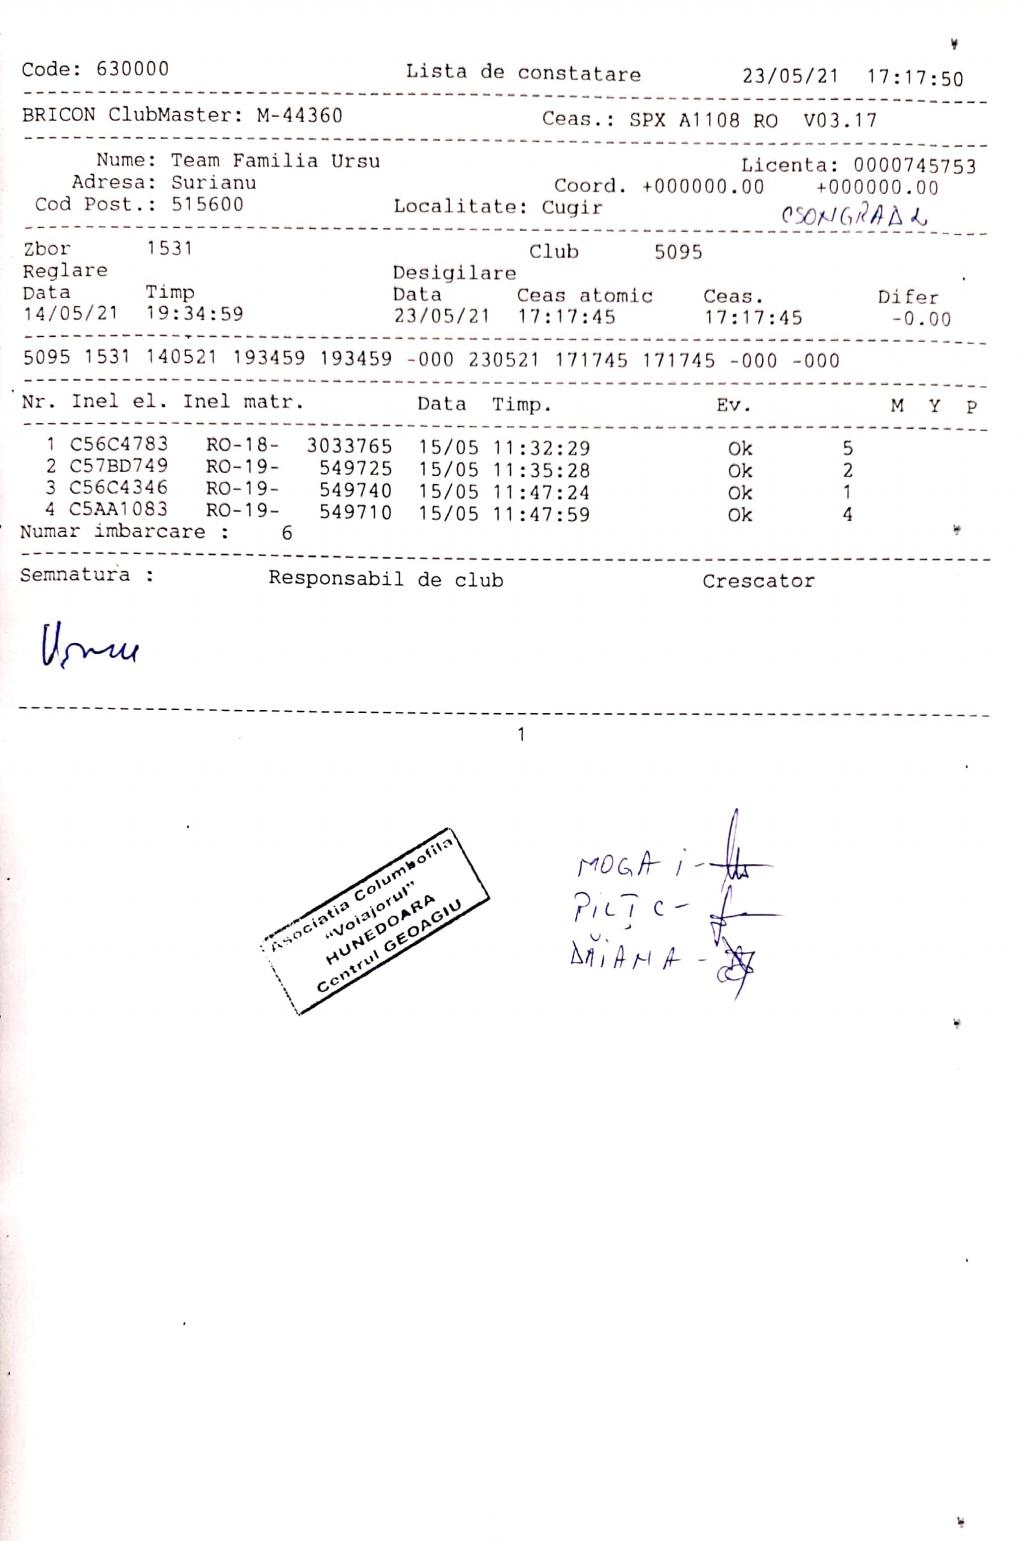 Code: 630000 Lista de constatare 23/05/21 17:17:50
BRICON ClubMaster: M-44360 Ceas.: SPX A1108 RO V03.17
Nume: Team Familia Ursu Licenta: 0000745753
Adresa: Surianu Coord. +000000.00 +000000.00
Cod Post.: 515600 Localitate: Cugir CSONGRAD 2
Zbor 1531 Club 5095
Reglare Desigilare
Data Timp Data Ceas atomic Ceas. Difer
14/05/21 19:34:59 23/05/21 17:17:45 17:17:45 -0.00
5095 1531 140521 193459 193459 -000 230521 171745 171745 -000 -000
Nr. Inel el. Inel matr. Data Timp. Ev. M Y P
1 C56C4783 RO-18- 3033765 15/05 11:32:29 Ok 5
2 C57BD749 RO-19- 549725 15/05 11:35:28 Ok 2
3 C56C4346 RO-19- 549740 15/05 11:47:24 Ok 1
4 C5AA1083 RO-19- 549710 15/05 11:47:59 Ok 4
Numar imbarcare : 6
Semnatura : Responsabil de club Crescator
1
Asociatia Columbofila
"Voiajorul"
HUNEDOARA
Centrul GEOAGIU
MOGA i -
PILȚ C -
DĂIANA -